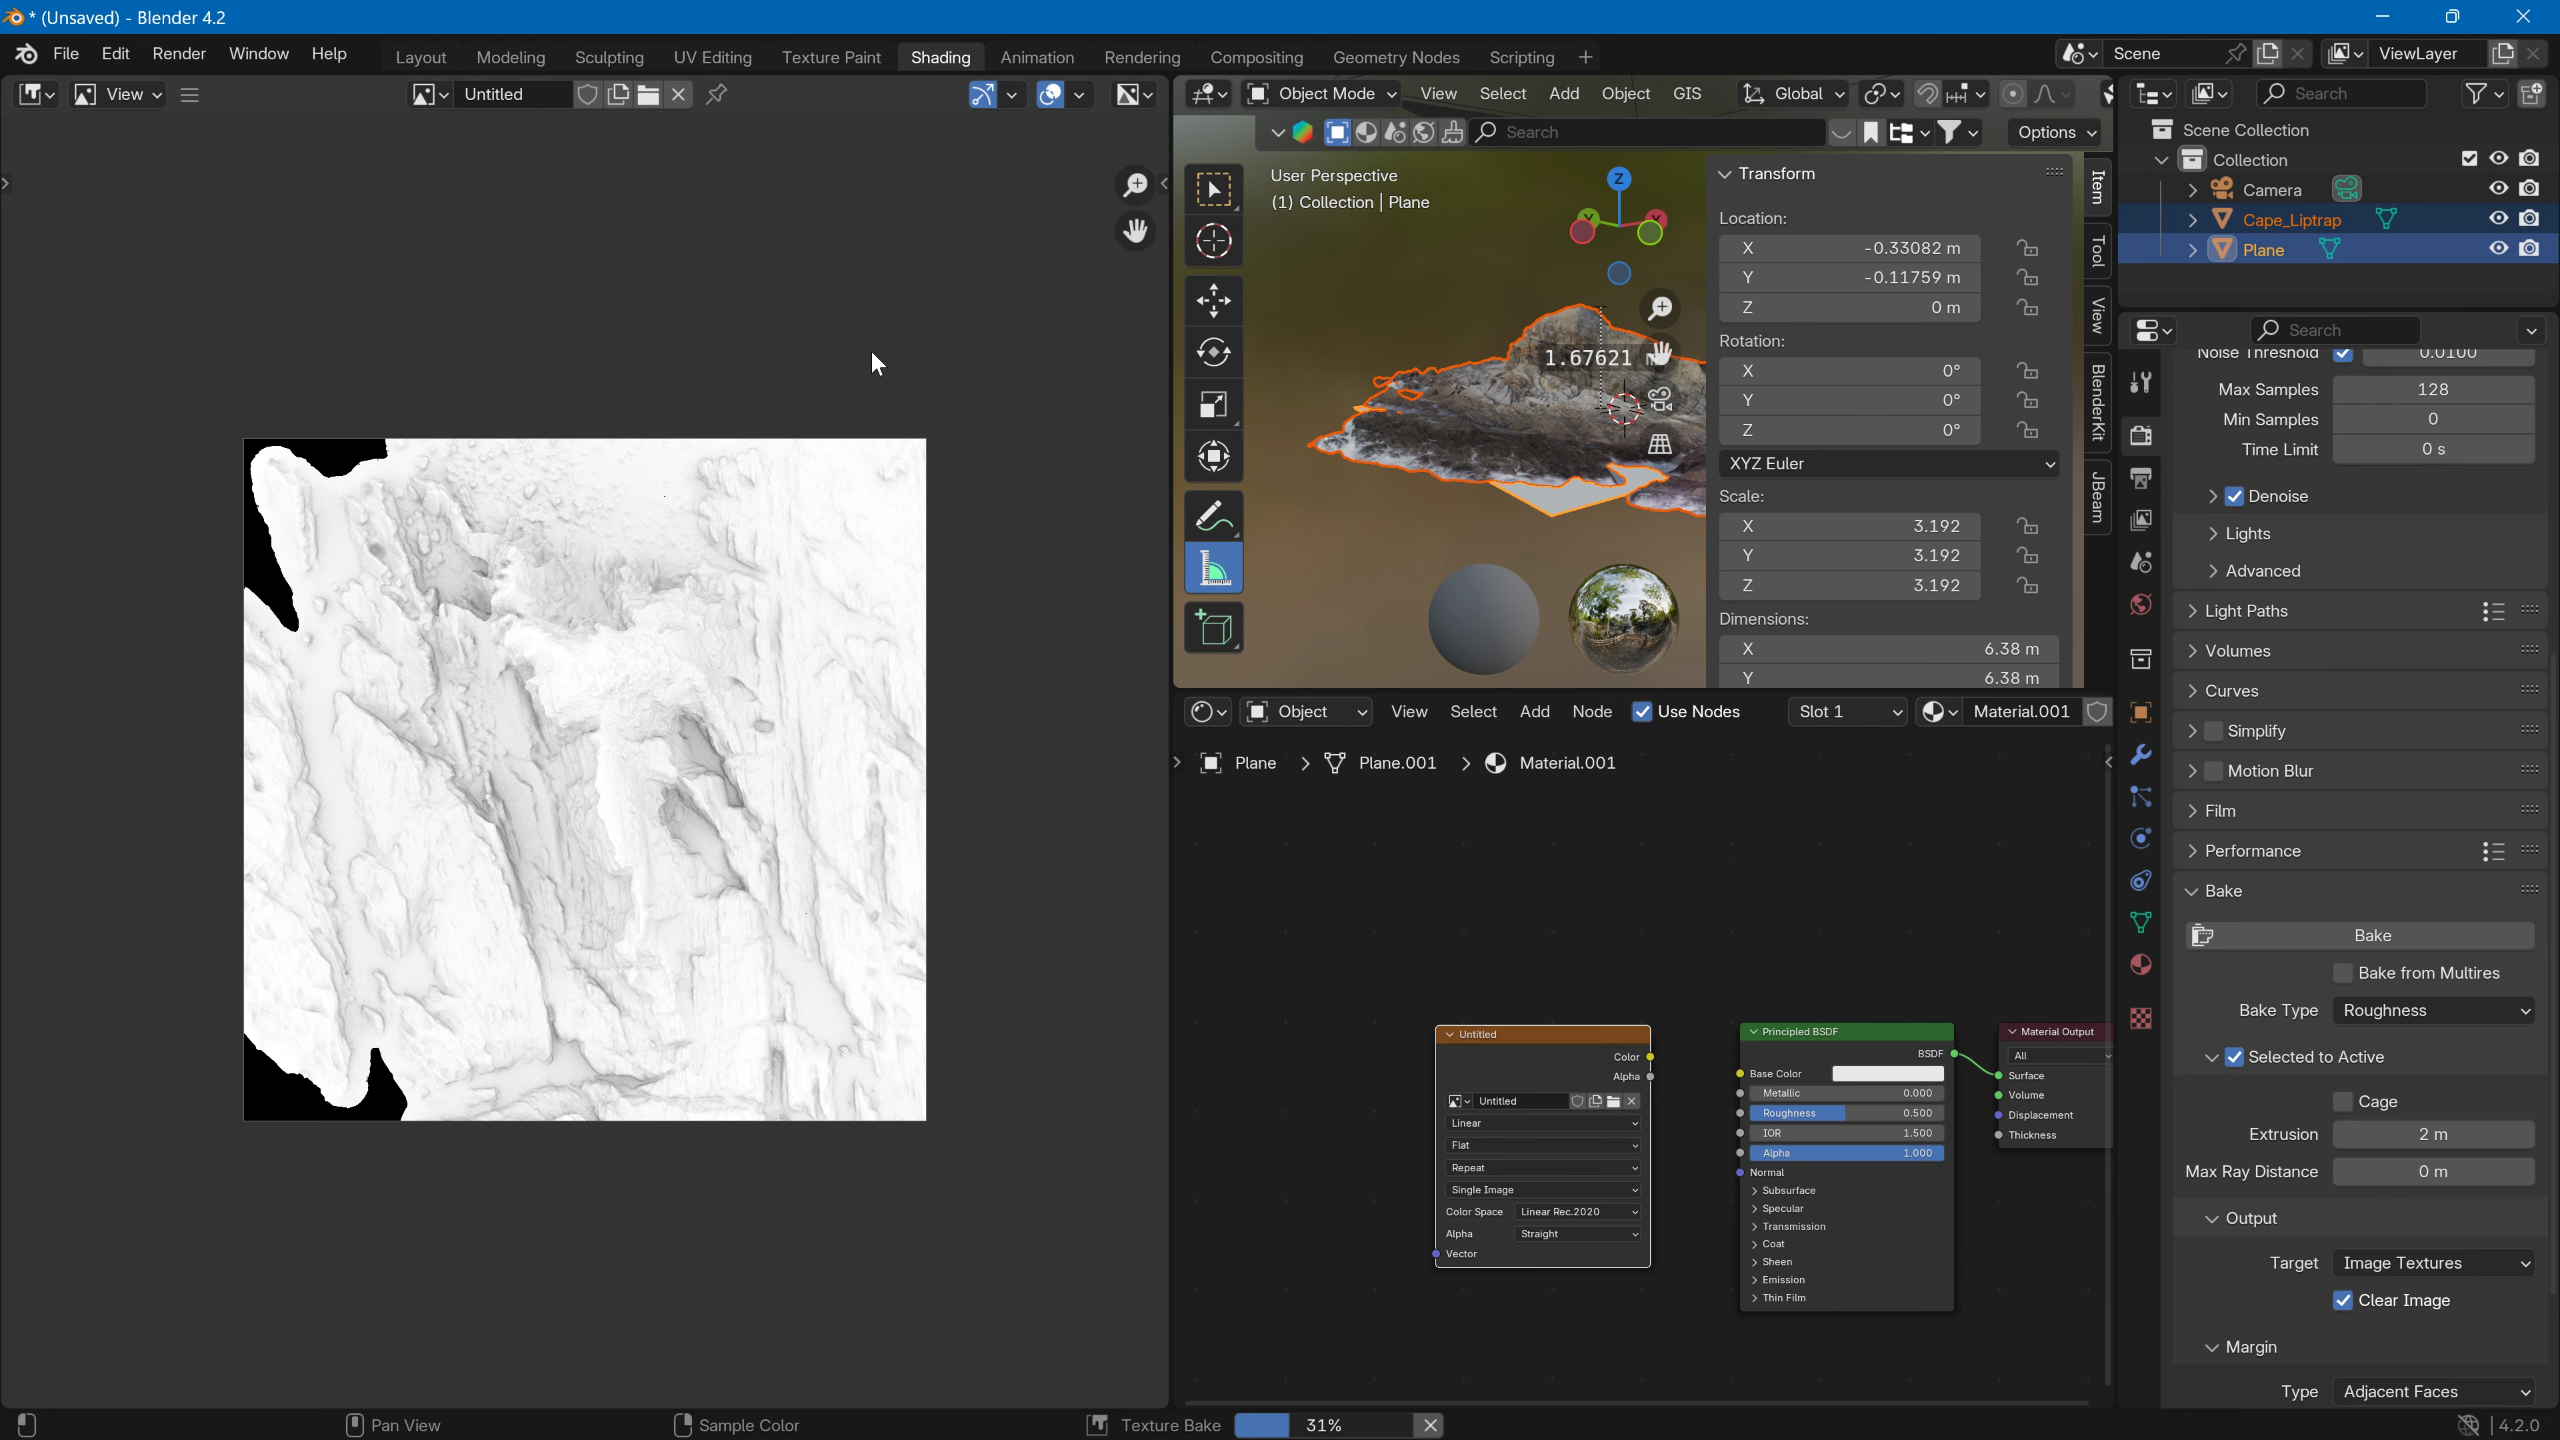 * (Unsaved) - Blender 4.2
File Edit Render Window Help Layout Modeling Sculpting UV Editing Texture Paint Shading Animation Rendering Compositing Geometry Nodes Scripting + Scene ViewLayer
View Untitled
Object Mode View Select Add Object GIS Global
Search Options
User Perspective
(1) Collection | Plane
Z
Y X
1.67621
Transform
Location:
X -0.33082 m
Y -0.11759 m
Z 0 m
Rotation:
X 0°
Y 0°
Z 0°
XYZ Euler
Scale:
X 3.192
Y 3.192
Z 3.192
Dimensions:
X 6.38 m
Y 6.38 m
Item
Tool
View
BlenderKit
JBeam
Search
Scene Collection
Collection
Camera
Cape_Liptrap
Plane
Search
Noise Threshold 0.0100
Max Samples 128
Min Samples 0
Time Limit 0 s
Denoise
Lights
Advanced
Light Paths
Volumes
Curves
Simplify
Motion Blur
Film
Performance
Bake
Bake
Bake from Multires
Bake Type Roughness
Selected to Active
Cage
Extrusion 2 m
Max Ray Distance 0 m
Output
Target Image Textures
Clear Image
Margin
Type Adjacent Faces
Object View Select Add Node Use Nodes Slot 1 Material.001
Plane Plane.001 Material.001
Untitled
Color
Alpha
Untitled
Linear
Flat
Repeat
Single Image
Color Space Linear Rec.2020
Alpha Straight
Vector
Principled BSDF
BSDF
Base Color
Metallic 0.000
Roughness 0.500
IOR 1.500
Alpha 1.000
Normal
Subsurface
Specular
Transmission
Coat
Sheen
Emission
Thin Film
Material Output
All
Surface
Volume
Displacement
Thickness
Pan View Sample Color Texture Bake 31% 4.2.0